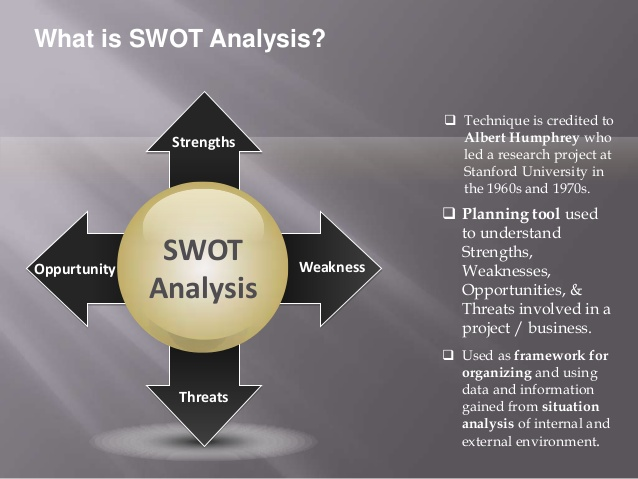 What is SWOT Analysis?
Strengths
Oppurtunity
SWOT
Analysis
Weakness
Threats
❑ Technique is credited to
Albert Humphrey who
led a research project at
Stanford University in
the 1960s and 1970s.
❑ Planning tool used
to understand
Strengths,
Weaknesses,
Opportunities, &
Threats involved in a
project / business.
❑ Used as framework for
organizing and using
data and information
gained from situation
analysis of internal and
external environment.